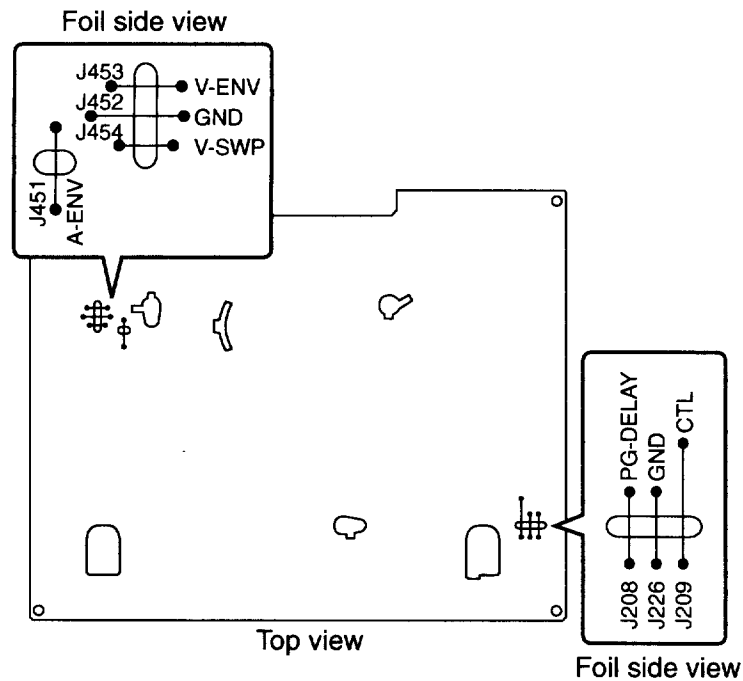 Foil side view
J453
V-ENV
J452
GND
J454
V-SWP
J451
A-ENV
PG-DELAY
GND
CTL
J208
J226
J209
Top view
Foil side view